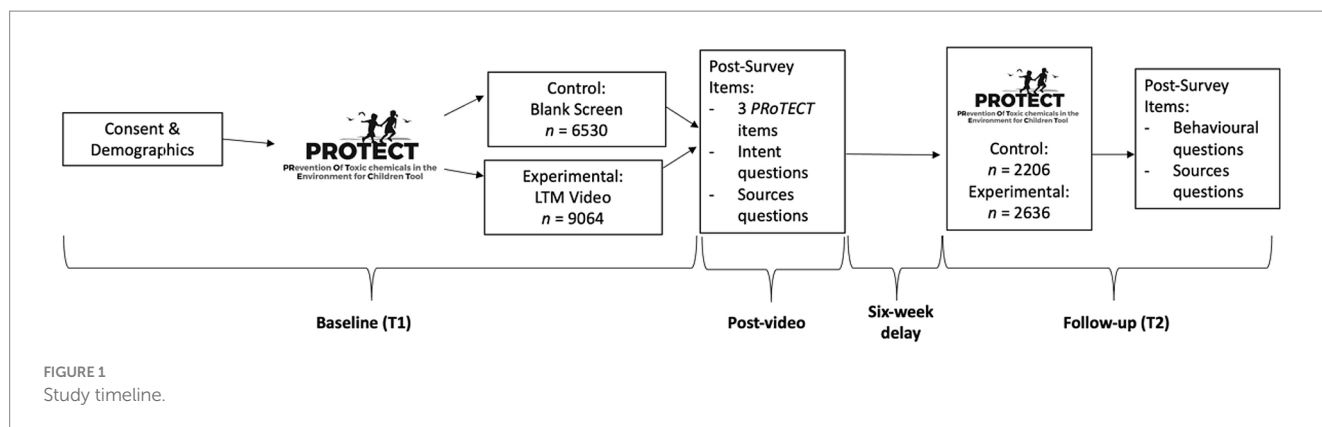 Consent &
Demographics
PROTECT
PRevention Of Toxic chemicals in the
Environment for Children Tool
Control:
Blank Screen
n = 6530
Experimental:
LTM Video
n = 9064
Post-Survey
Items:
- 3 PRoTECT
items
- Intent
questions
- Sources
questions
PROTECT
PRevention Of Toxic chemicals in the
Environment for Children Tool
Control:
n = 2206
Experimental:
n = 2636
Post-Survey
Items:
- Behavioural
questions
- Sources
questions
Baseline (T1)
Post-video
Six-week
delay
Follow-up (T2)
FIGURE 1
Study timeline.